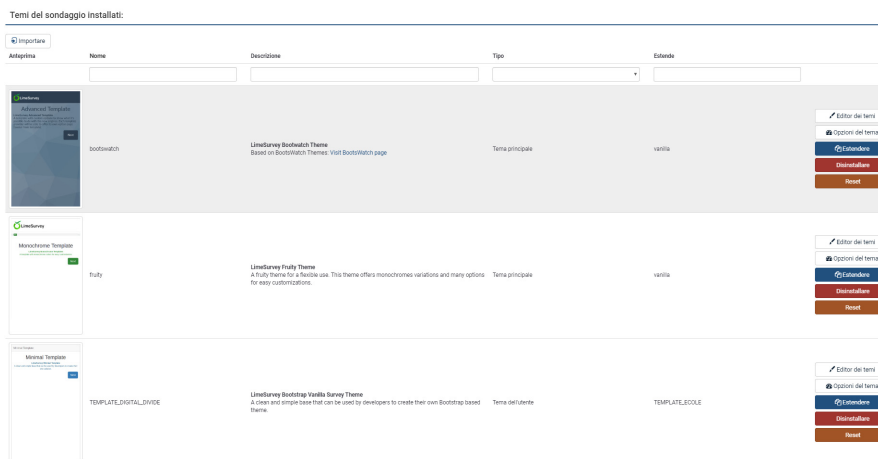 Temi del sondaggio installati:
Importare
Anteprima Nome Descrizione Tipo Estende
LimeSurvey
Advanced Template
bootswatch
LimeSurvey Bootwatch Theme
Based on BootsWatch Themes: Visit BootsWatch page
Tema principale
vanilla
Editor dei temi
Opzioni del tema
Estendere
Disinstallare
Reset
LimeSurvey
Monochrome Template
fruity
LimeSurvey Fruity Theme
A fruity theme for a flexible use. This theme offers monochromes variations and many options
for easy customizations.
Tema principale
vanilla
Editor dei temi
Opzioni del tema
Estendere
Disinstallare
Reset
Minimal Template
TEMPLATE_DIGITAL_DIVIDE
LimeSurvey Bootstrap Vanilla Survey Theme
A clean and simple base that can be used by developers to create their own Bootstrap based
theme.
Tema dell'utente
TEMPLATE_ECOLE
Editor dei temi
Opzioni del tema
Estendere
Disinstallare
Reset